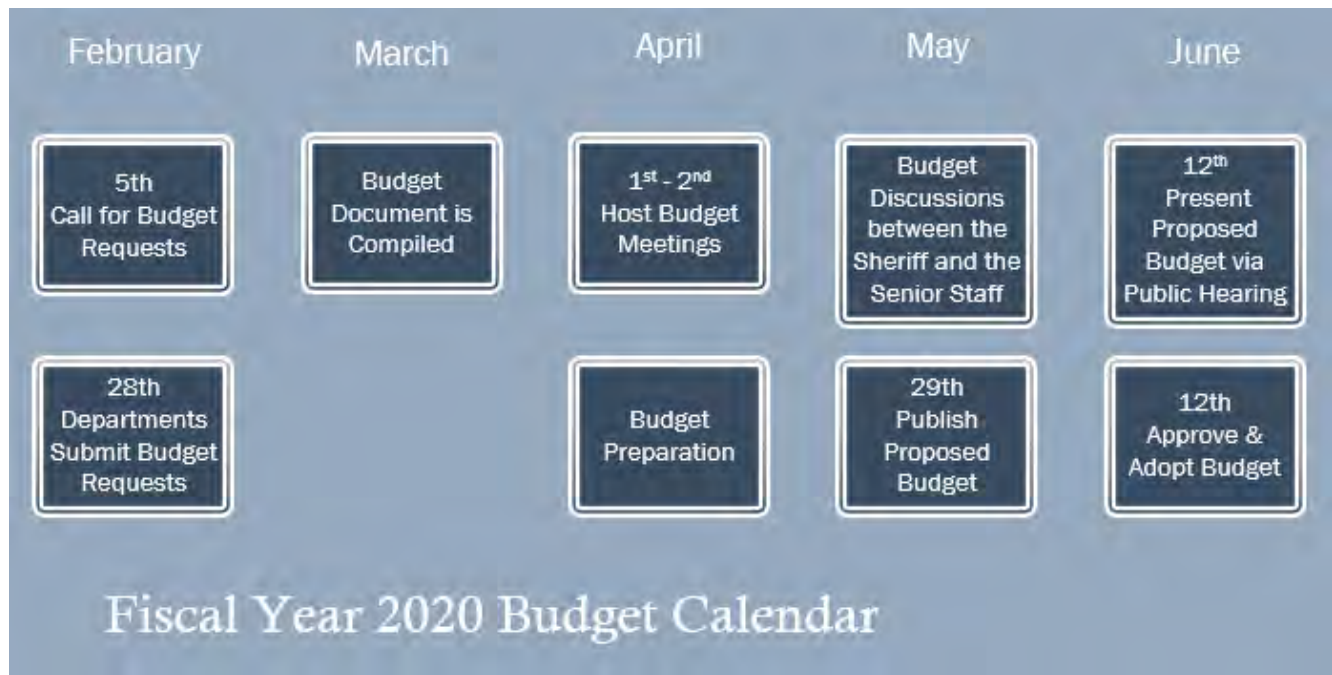 February
March
April
May
June
5th
Call for Budget
Requests
Budget
Document is
Compiled
1st - 2nd
Host Budget
Meetings
Budget
Discussions
between the
Sheriff and the
Senior Staff
12th
Present
Proposed
Budget via
Public Hearing
28th
Departments
Submit Budget
Requests
Budget
Preparation
29th
Publish
Proposed
Budget
12th
Approve &
Adopt Budget
Fiscal Year 2020 Budget Calendar